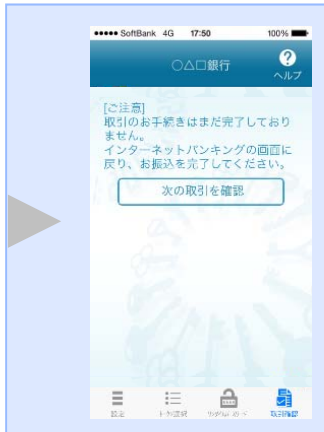 ●●●●● SoftBank 4G 17:50 100%
○△□銀行
?
ヘルプ
[ご注意]
取引のお手続きはまだ完了しており
ません。
インターネットバンキングの画面に
戻り、お振込を完了してください。
次の取引を確認
設定
取引確認